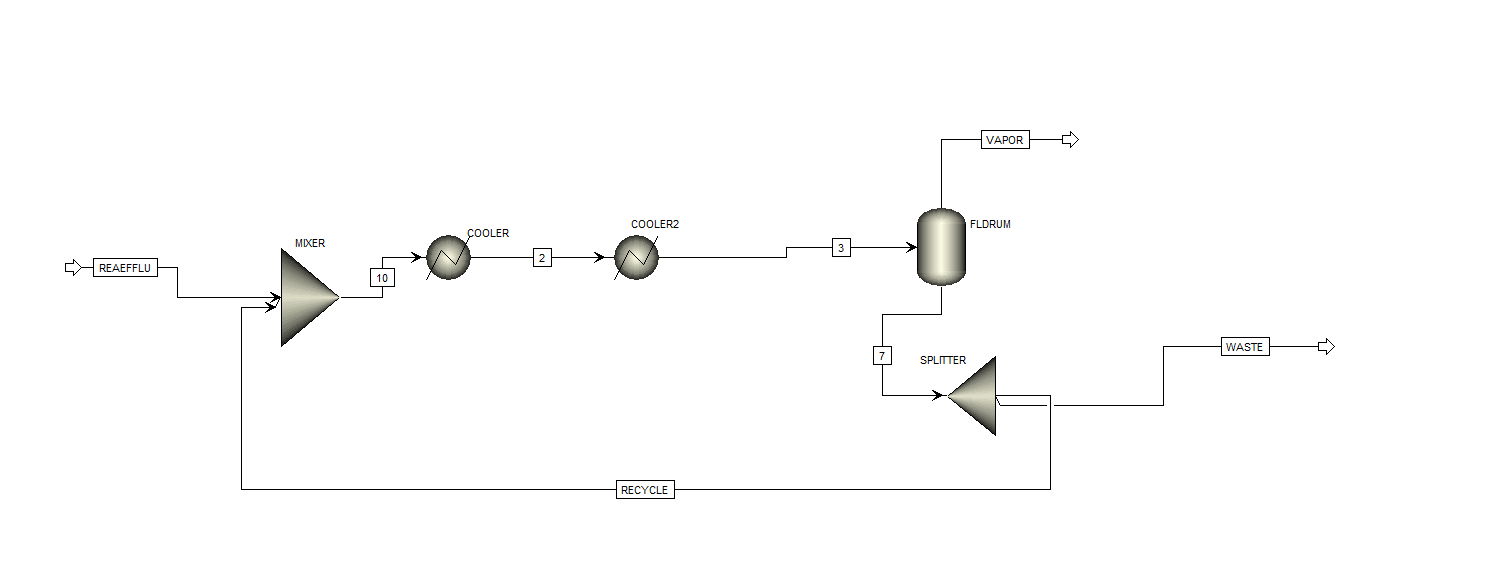 VAPOR
COOLER2
FLDRUM
COOLER
MIXER
3
2
REAEFFLU
10
WASTE
7
SPLITTER
RECYCLE